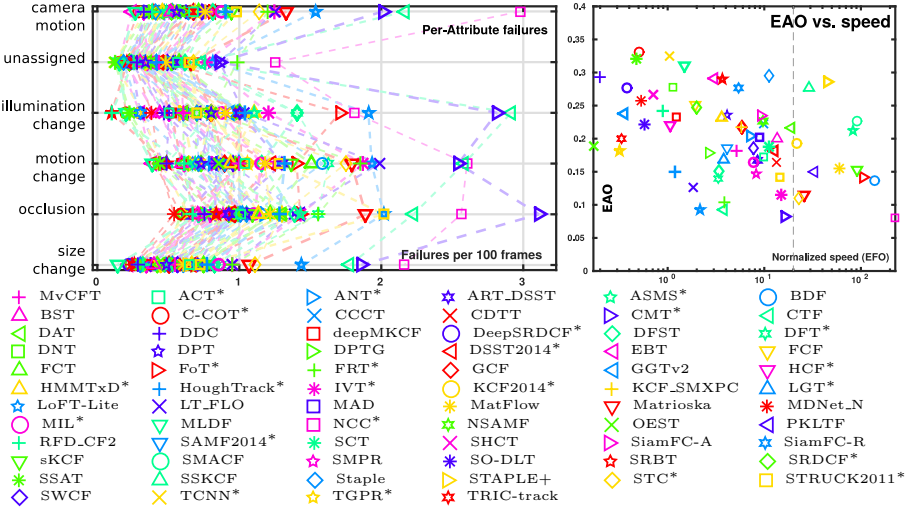 camera
motion
unassigned
illumination
change
motion
change
occlusion
size
change
Per-Attribute failures
Failures per 100 frames
0 1 2 3
EAO vs. speed
EAO
0.4
0.35
0.3
0.25
0.2
0.15
0.1
0.05
0
Normalized speed (EFO)
10^0 10^1 10^2
MvCFT ACT* ANT* ART_DSST ASMS* BDF
BST C-COT* CCCT CDTT CMT* CTF
DAT DDC deepMKCF DeepSRDCF* DFST DFT*
DNT DPT DPTG DSST2014* EBT FCF
FCT FoT* FRT* GCF GGTv2 HCF*
HMMTxD* HoughTrack* IVT* KCF2014* KCF_SMXPC LGT*
LoFT-Lite LT_FLO MAD MatFlow Matrioska MDNet_N
MIL* MLDF NCC* NSAMF OEST PKLTF
RFD_CF2 SAMF2014* SCT SHCT SiamFC-A SiamFC-R
sKCF SMACF SMPR SO-DLT SRBT SRDCF*
SSAT SSKCF Staple STAPLE+ STC* STRUCK2011*
SWCF TCNN* TGPR* TRIC-track